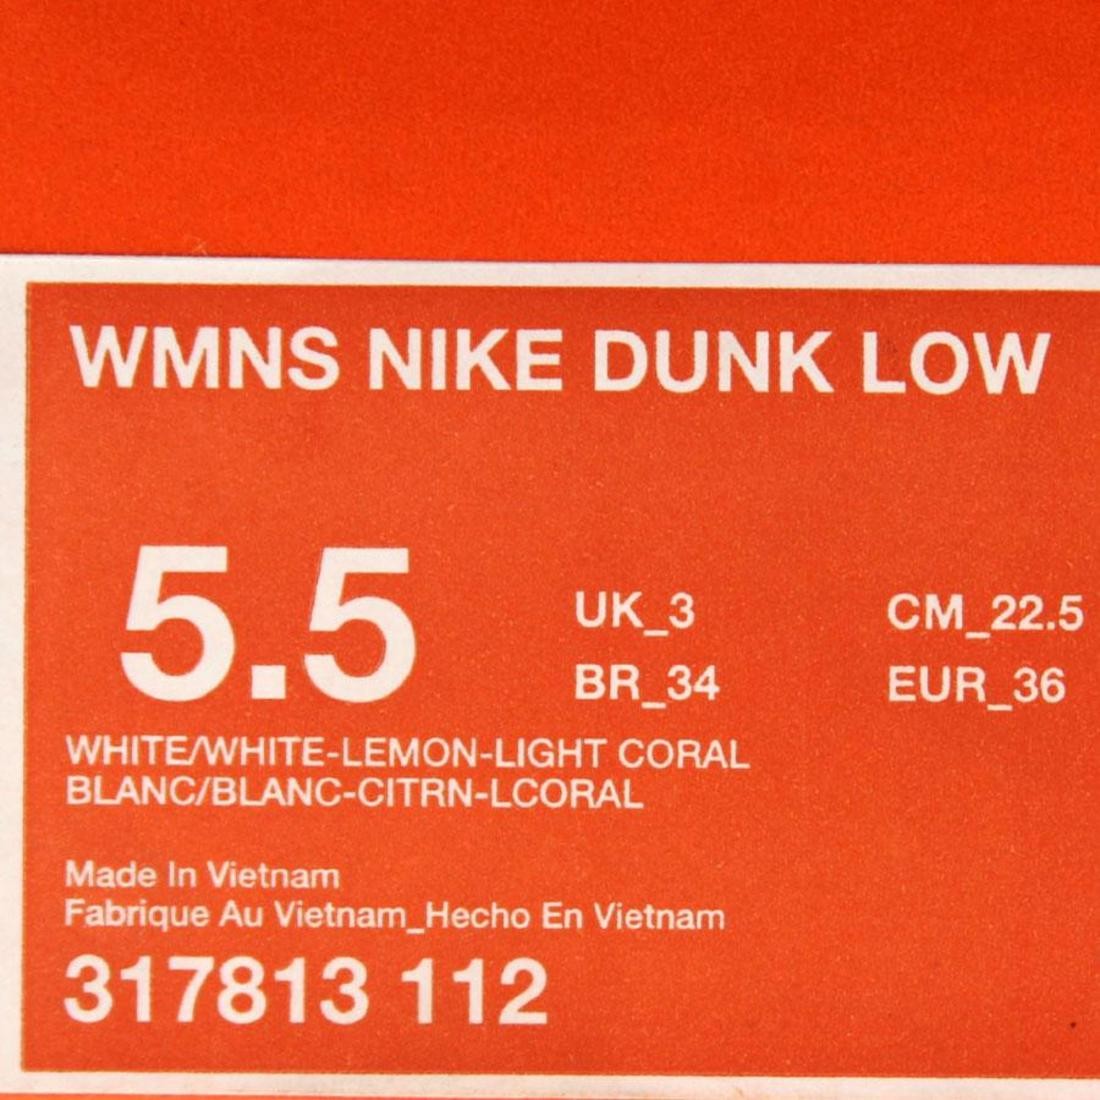 WMNS NIKE DUNK LOW
5.5
UK_3 CM_22.5
BR_34 EUR_36
WHITE/WHITE-LEMON-LIGHT CORAL
BLANC/BLANC-CITRN-LCORAL
Made In Vietnam
Fabrique Au Vietnam_Hecho En Vietnam
317813 112